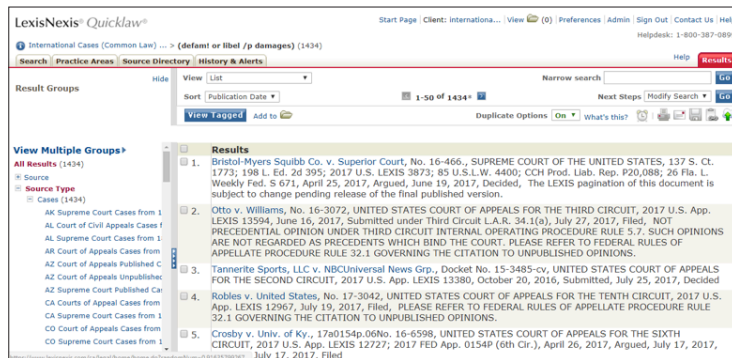 LexisNexis® Quicklaw®
Start Page | Client: internationa... | View (0) | Preferences | Admin | Sign Out | Contact Us | Help
Helpdesk: 1-800-387-089
International Cases (Common Law) ... > (defam! or libel /p damages) (1434)
Search | Practice Areas | Source Directory | History & Alerts
Help Results
Result Groups
Hide
View List
Narrow search Go
Sort Publication Date
1-50 of 1434
Next Steps Modify Search Go
View Tagged Add to
Duplicate Options On What's this?
View Multiple Groups
All Results (1434)
Source
Source Type
Cases (1434)
AK Supreme Court Cases from 1
AL Court of Civil Appeals Cases f
AL Supreme Court Cases from 1
AR Court of Appeals Cases from
AZ Court of Appeals Published C
AZ Court of Appeals Unpublished
AZ Supreme Court Published Cas
CA Courts of Appeal Cases from
CA Supreme Court Cases from
CO Court of Appeals Cases from
CO Supreme Court Cases from
Results
1. Bristol-Myers Squibb Co. v. Superior Court, No. 16-466., SUPREME COURT OF THE UNITED STATES, 137 S. Ct.
1773; 198 L. Ed. 2d 395; 2017 U.S. LEXIS 3873; 85 U.S.L.W. 4400; CCH Prod. Liab. Rep. P20,088; 26 Fla. L.
Weekly Fed. S 671, April 25, 2017, Argued, June 19, 2017, Decided, The LEXIS pagination of this document is
subject to change pending release of the final published version.
2. Otto v. Williams, No. 16-3072, UNITED STATES COURT OF APPEALS FOR THE THIRD CIRCUIT, 2017 U.S. App.
LEXIS 13594, June 16, 2017, Submitted under Third Circuit L.A.R. 34.1(a), July 27, 2017, Filed, NOT
PRECEDENTIAL OPINION UNDER THIRD CIRCUIT INTERNAL OPERATING PROCEDURE RULE 5.7. SUCH OPINIONS
ARE NOT REGARDED AS PRECEDENTS WHICH BIND THE COURT. PLEASE REFER TO FEDERAL RULES OF
APPELLATE PROCEDURE RULE 32.1 GOVERNING THE CITATION TO UNPUBLISHED OPINIONS.
3. Tannerite Sports, LLC v. NBCUniversal News Grp., Docket No. 15-3485-cv, UNITED STATES COURT OF APPEALS
FOR THE SECOND CIRCUIT, 2017 U.S. App. LEXIS 13380, October 20, 2016, Submitted, July 25, 2017, Decided
4. Robles v. United States, No. 17-3042, UNITED STATES COURT OF APPEALS FOR THE TENTH CIRCUIT, 2017 U.S.
App. LEXIS 12967, July 19, 2017, Filed, PLEASE REFER TO FEDERAL RULES OF APPELLATE PROCEDURE RULE
32.1 GOVERNING THE CITATION TO UNPUBLISHED OPINIONS.
5. Crosby v. Univ. of Ky., 17a0154p.06No. 16-6598, UNITED STATES COURT OF APPEALS FOR THE SIXTH
CIRCUIT, 2017 U.S. App. LEXIS 12727; 2017 FED App. 0154P (6th Cir.), April 26, 2017, Argued, July 17, 2017,
July 17, 2017, Filed